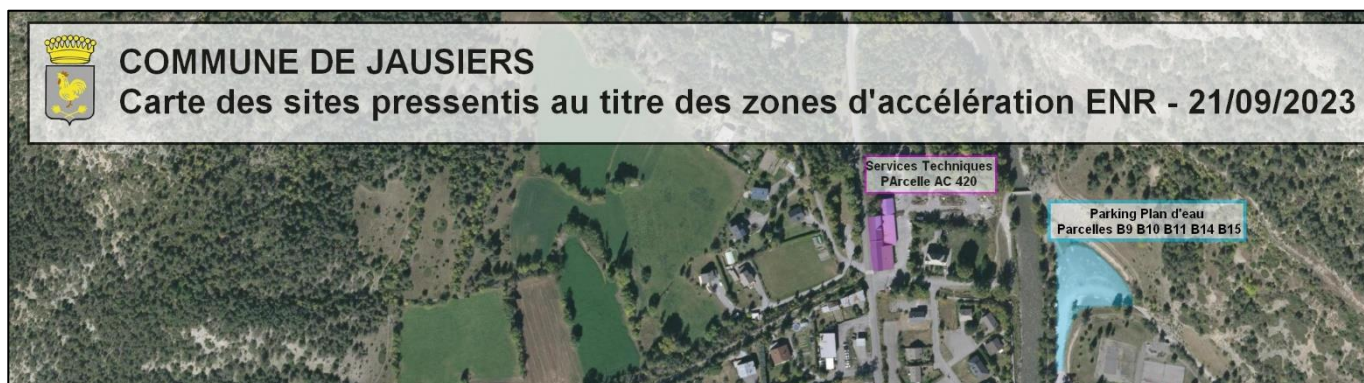 COMMUNE DE JAUSIERS
Carte des sites pressentis au titre des zones d'accélération ENR - 21/09/2023
Services Techniques
PArcelle AC 420
Parking Plan d'eau
Parcelles B9 B10 B11 B14 B15